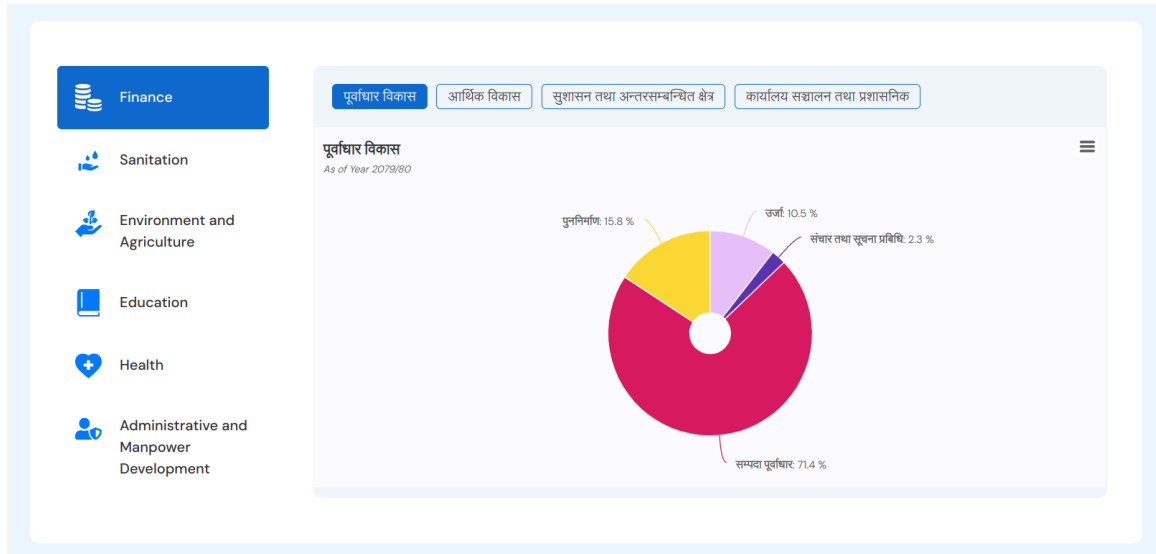 Finance
Sanitation
Environment and
Agriculture
Education
Health
Administrative and
Manpower
Development
पूर्वाधार विकास
आर्थिक विकास
सुशासन तथा अन्तरसम्बन्धित क्षेत्र
कार्यालय सञ्चालन तथा प्रशासनिक
पूर्वाधार विकास
As of Year 2079/80
पुननिर्माण: 15.8 %
उर्जा: 10.5 %
संचार तथा सूचना प्रबिधि: 2.3 %
सम्पदा पूर्वाधार: 71.4 %